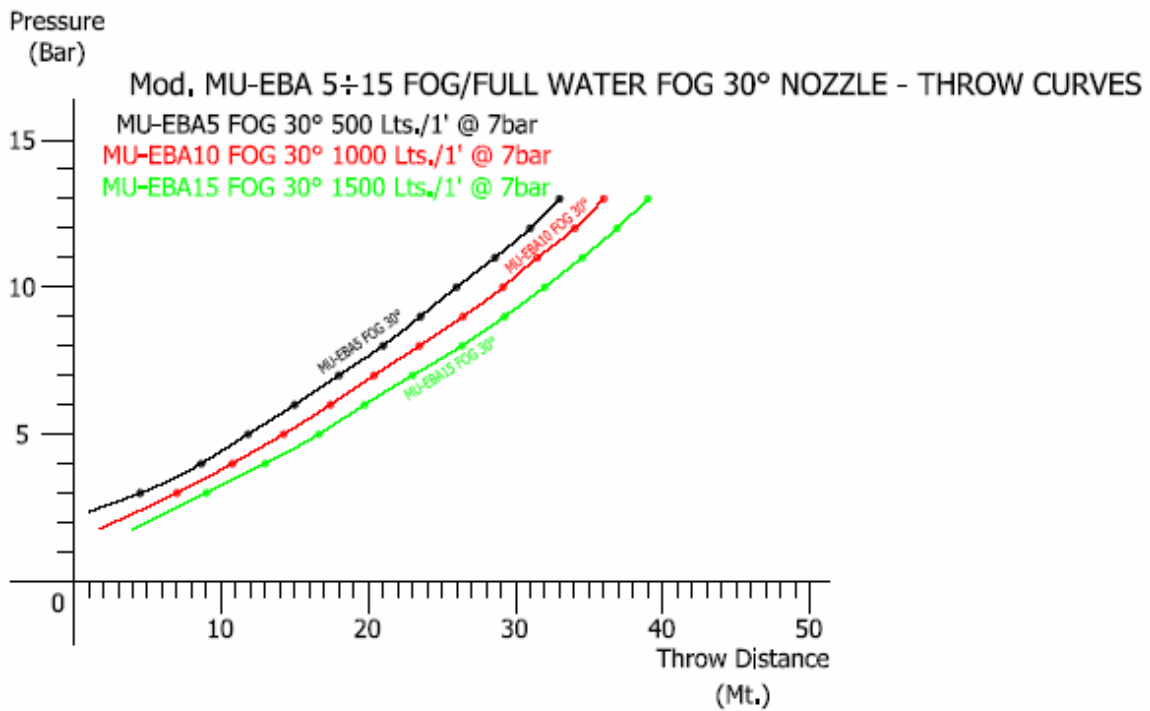 Pressure
(Bar)
Mod. MU-EBA 5÷15 FOG/FULL WATER FOG 30° NOZZLE - THROW CURVES
MU-EBA5 FOG 30° 500 Lts./1' @ 7bar
MU-EBA10 FOG 30° 1000 Lts./1' @ 7bar
MU-EBA15 FOG 30° 1500 Lts./1' @ 7bar
15
MU-EBA10 FOG 30°
10
MU-EBA5 FOG 30°
MU-EBA15 FOG 30°
5
0
10
20
30
40
50
Throw Distance
(Mt.)